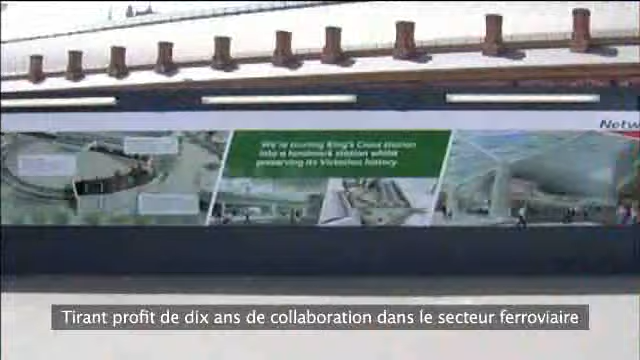 Netw
We're turning King's Cross station
into a landmark station whilst
preserving its Victorian history.
Tirant profit de dix ans de collaboration dans le secteur ferroviaire